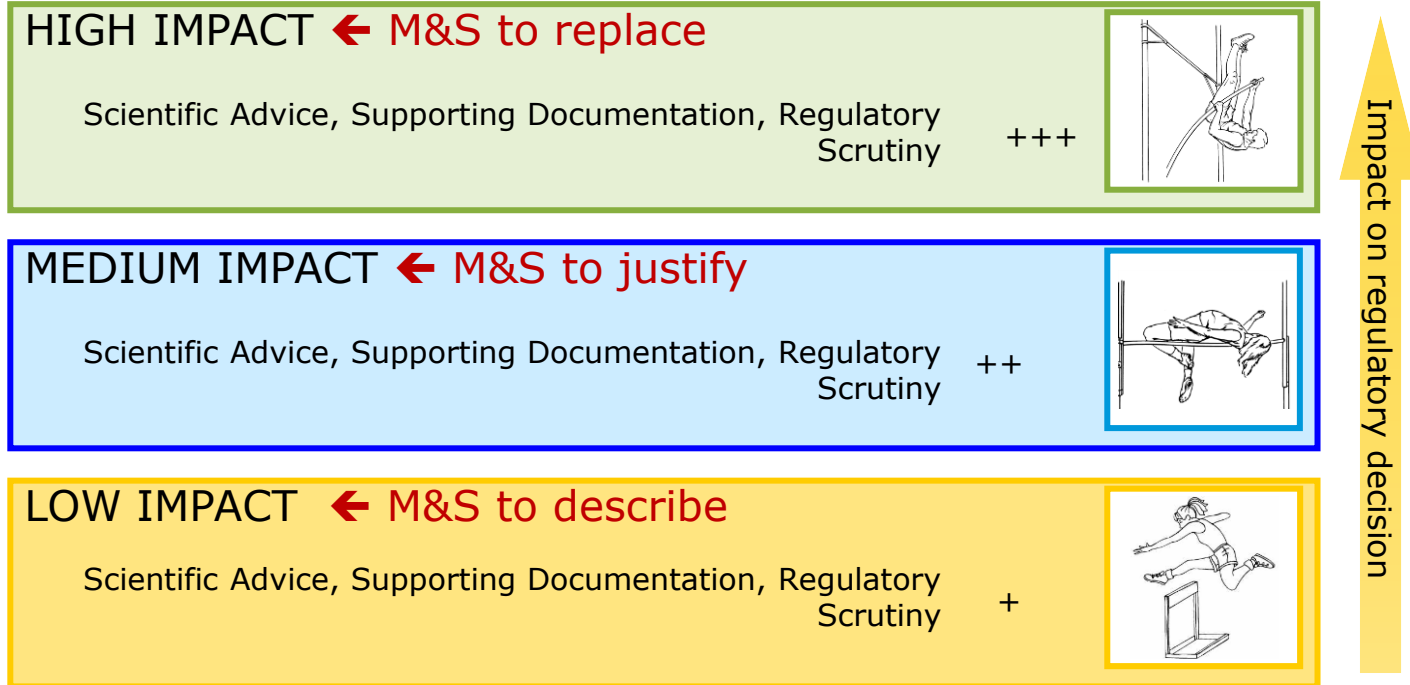 HIGH IMPACT 🡸 M&S to replace
Scientific Advice, Supporting Documentation, Regulatory
Scrutiny
+++
MEDIUM IMPACT 🡸 M&S to justify
Scientific Advice, Supporting Documentation, Regulatory
Scrutiny
++
LOW IMPACT 🡸 M&S to describe
Scientific Advice, Supporting Documentation, Regulatory
Scrutiny
+
Impact on regulatory decision